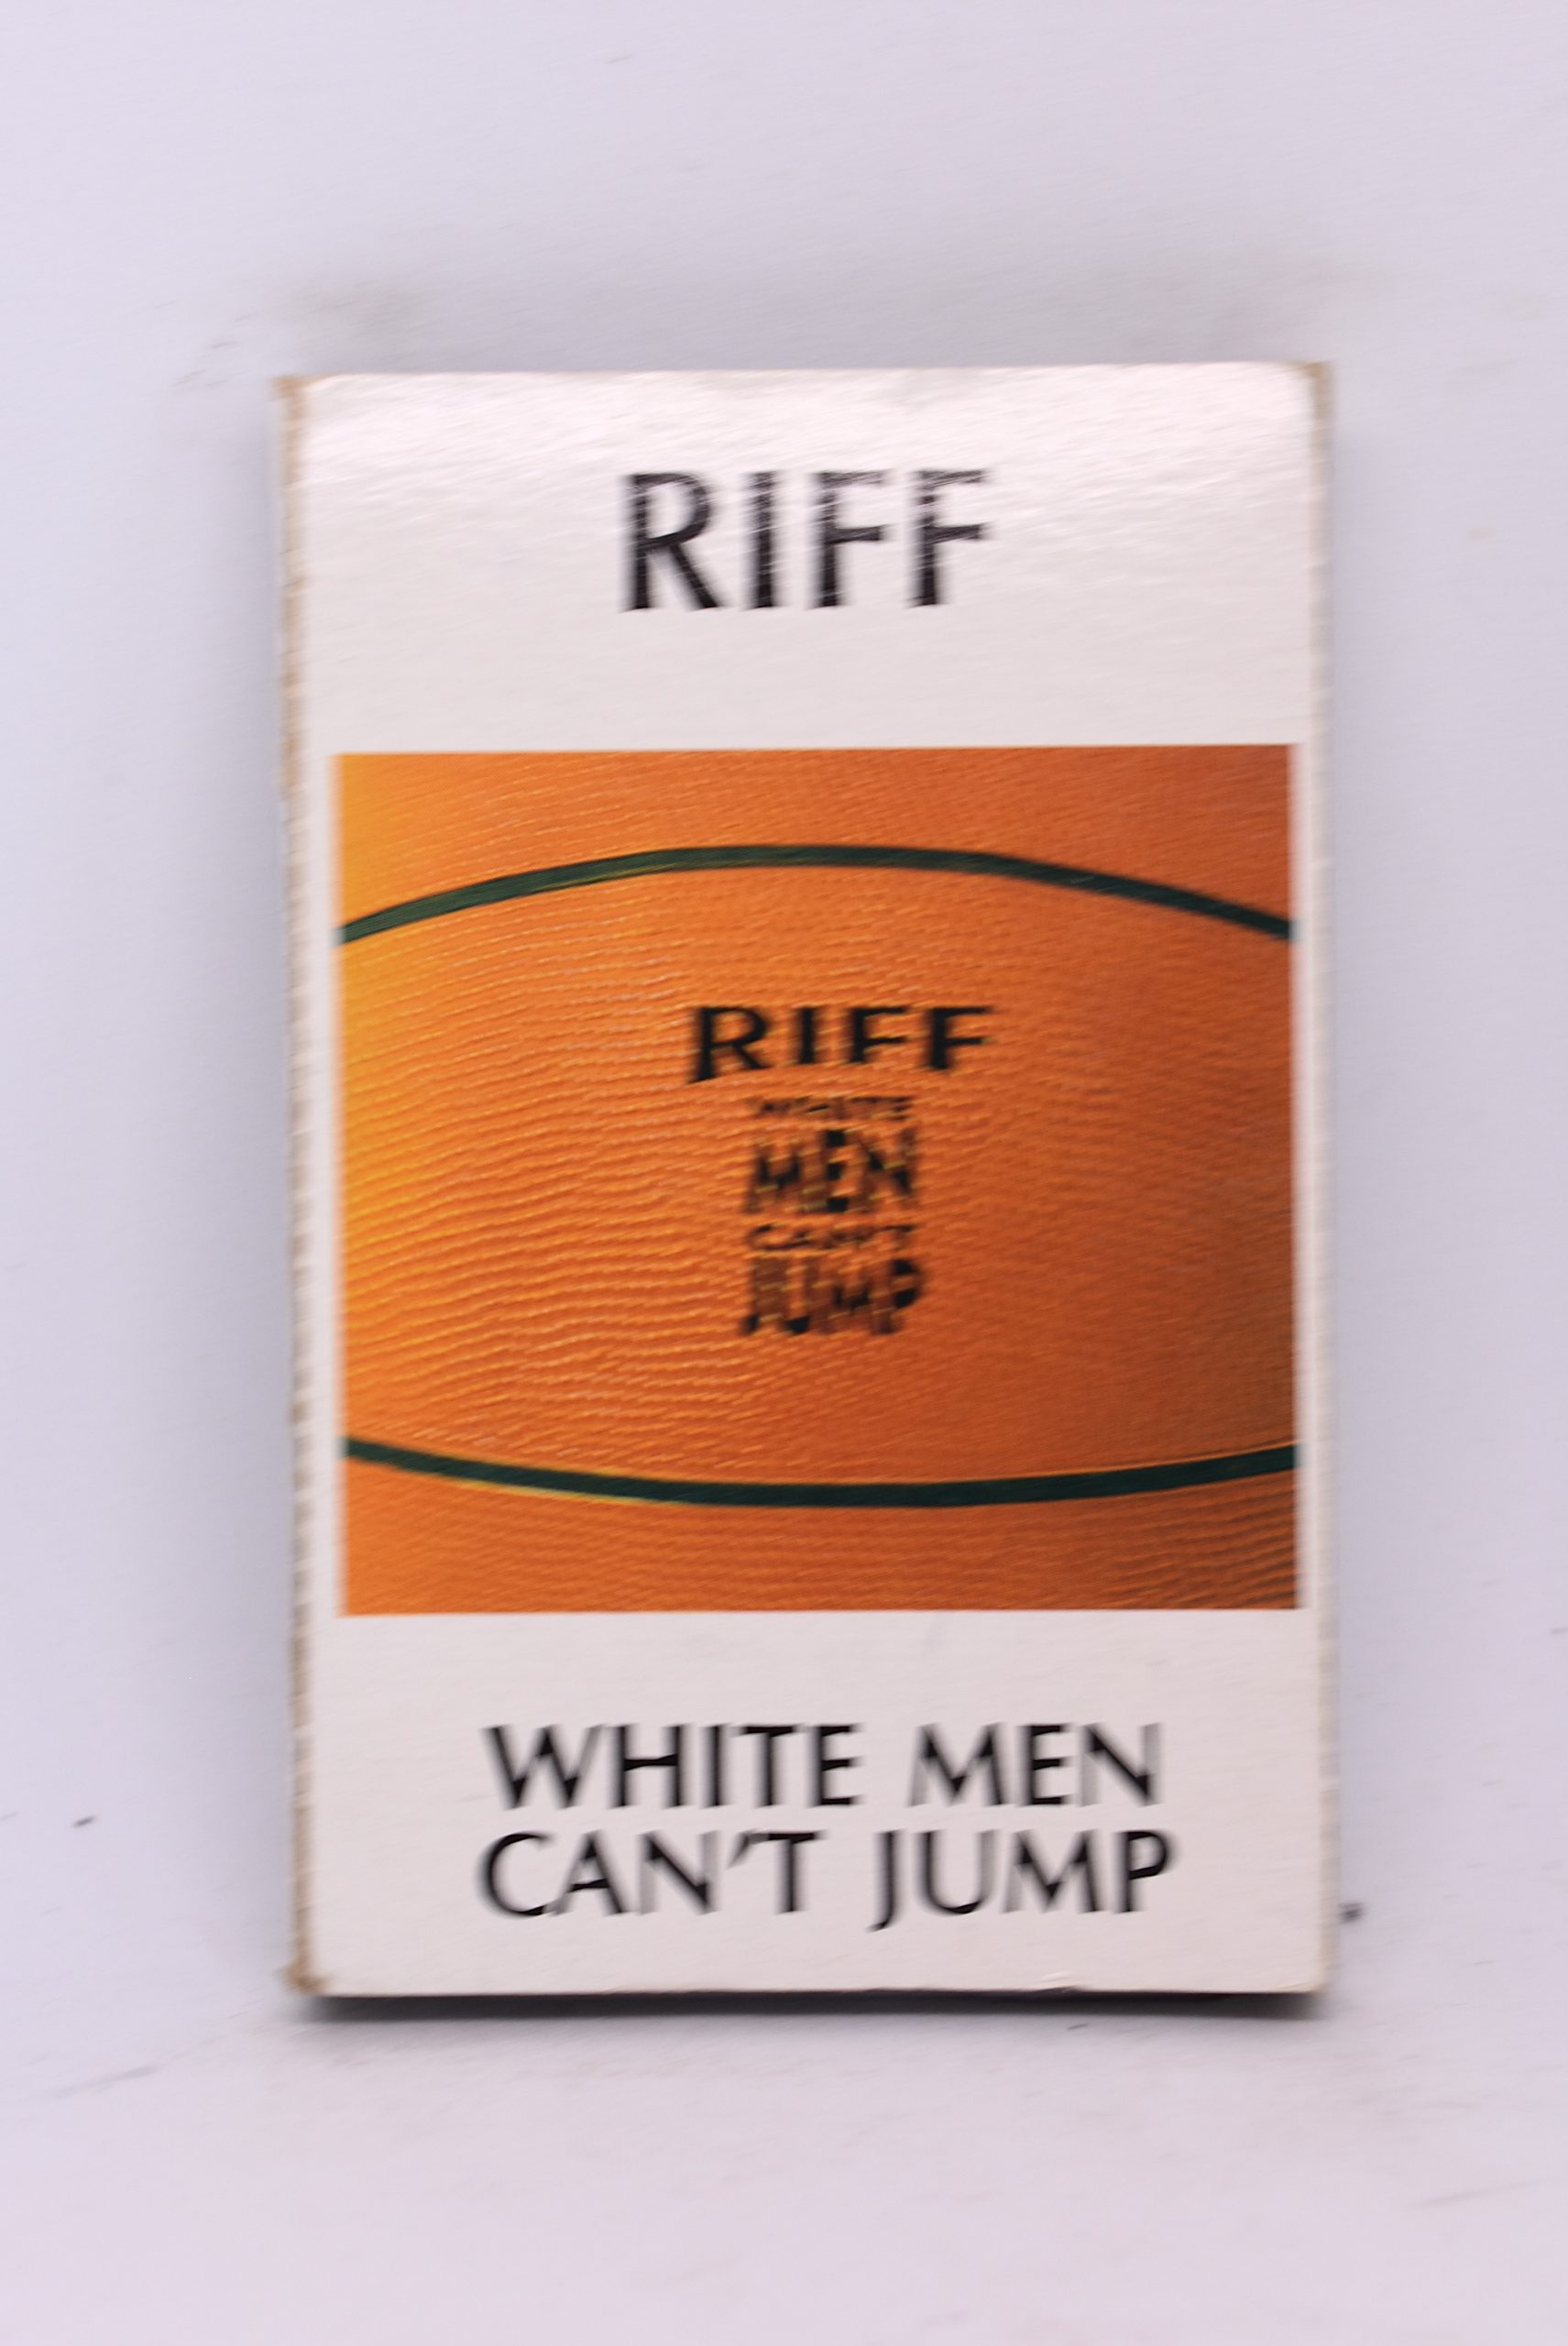 RIFF
RIFF
WHITE
MEN
CAN'T
JUMP
WHITE MEN
CAN'T JUMP